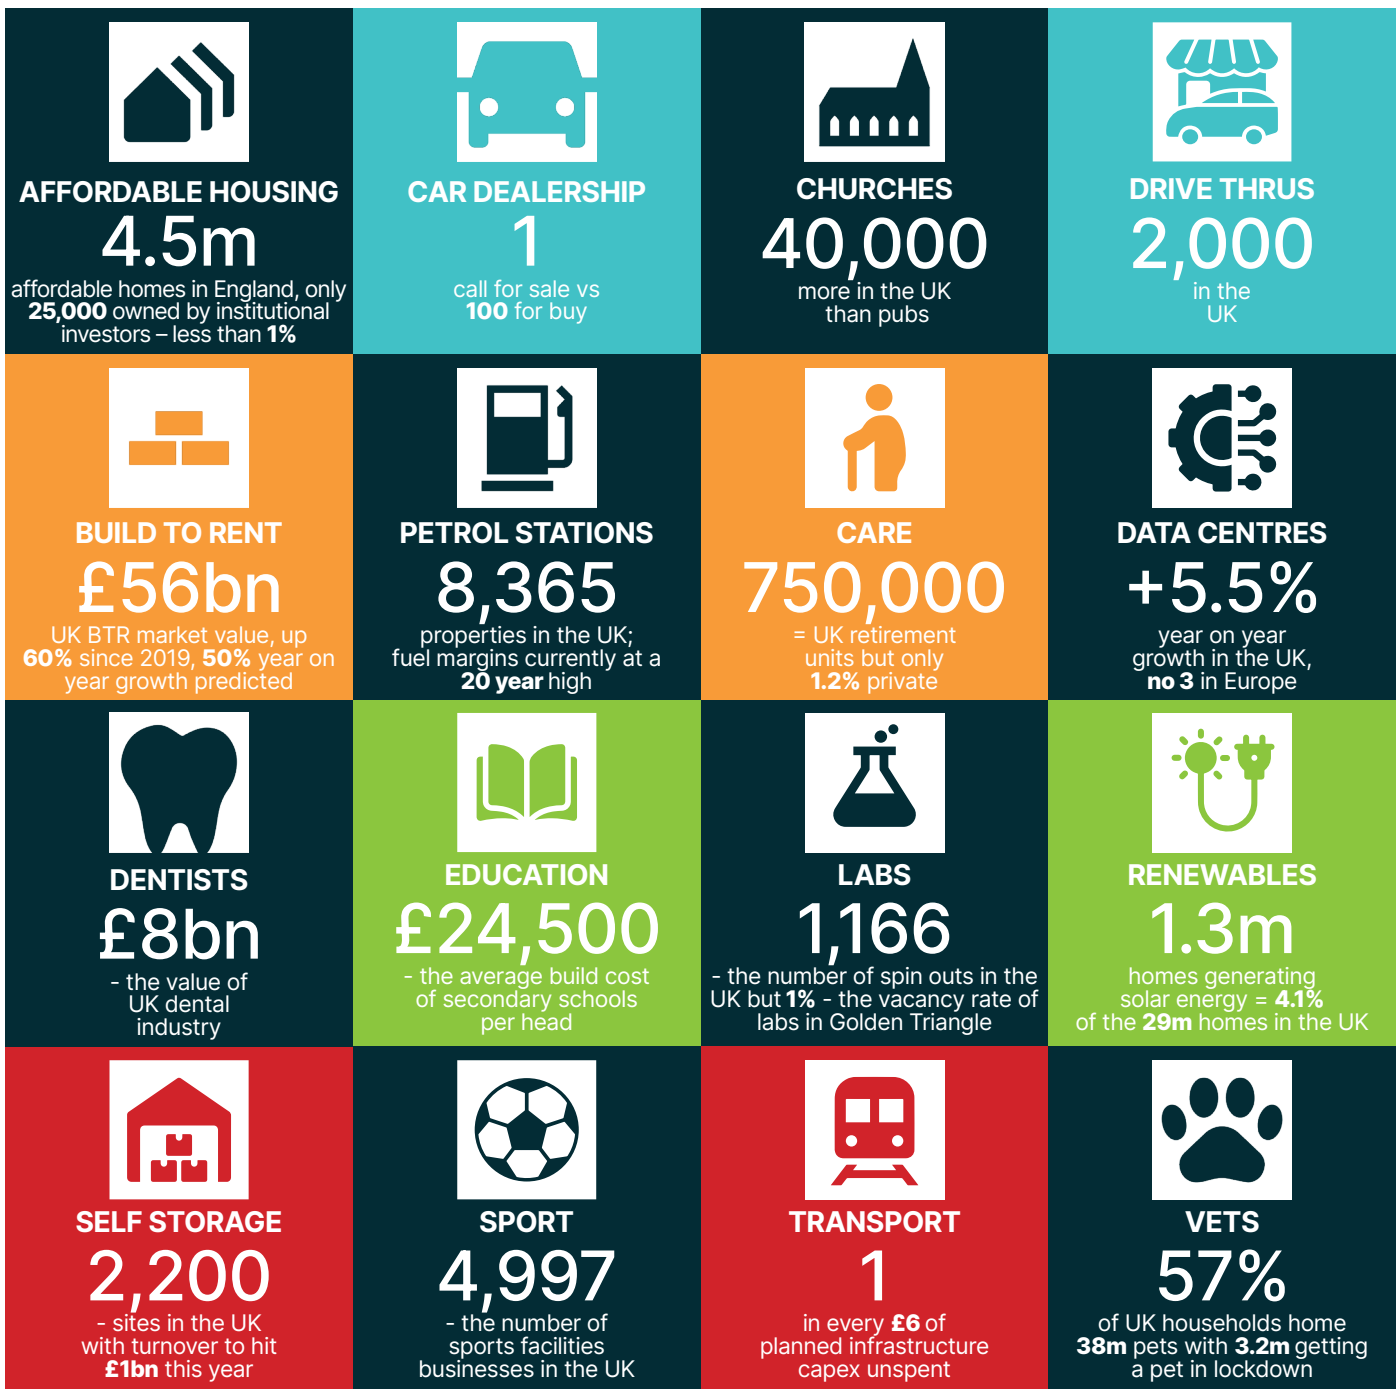 AFFORDABLE HOUSING
4.5m
affordable homes in England, only
25,000 owned by institutional
investors – less than 1%
CAR DEALERSHIP
1
call for sale vs
100 for buy
CHURCHES
40,000
more in the UK
than pubs
DRIVE THRUS
2,000
in the
UK
BUILD TO RENT
£56bn
UK BTR market value, up
60% since 2019, 50% year on
year growth predicted
PETROL STATIONS
8,365
properties in the UK;
fuel margins currently at a
20 year high
CARE
750,000
= UK retirement
units but only
1.2% private
DATA CENTRES
+5.5%
year on year
growth in the UK,
no 3 in Europe
DENTISTS
£8bn
- the value of
UK dental
industry
EDUCATION
£24,500
- the average build cost
of secondary schools
per head
LABS
1,166
- the number of spin outs in the
UK but 1% - the vacancy rate of
labs in Golden Triangle
RENEWABLES
1.3m
homes generating
solar energy = 4.1%
of the 29m homes in the UK
SELF STORAGE
2,200
- sites in the UK
with turnover to hit
£1bn this year
SPORT
4,997
- the number of
sports facilities
businesses in the UK
TRANSPORT
1
in every £6 of
planned infrastructure
capex unspent
VETS
57%
of UK households home
38m pets with 3.2m getting
a pet in lockdown